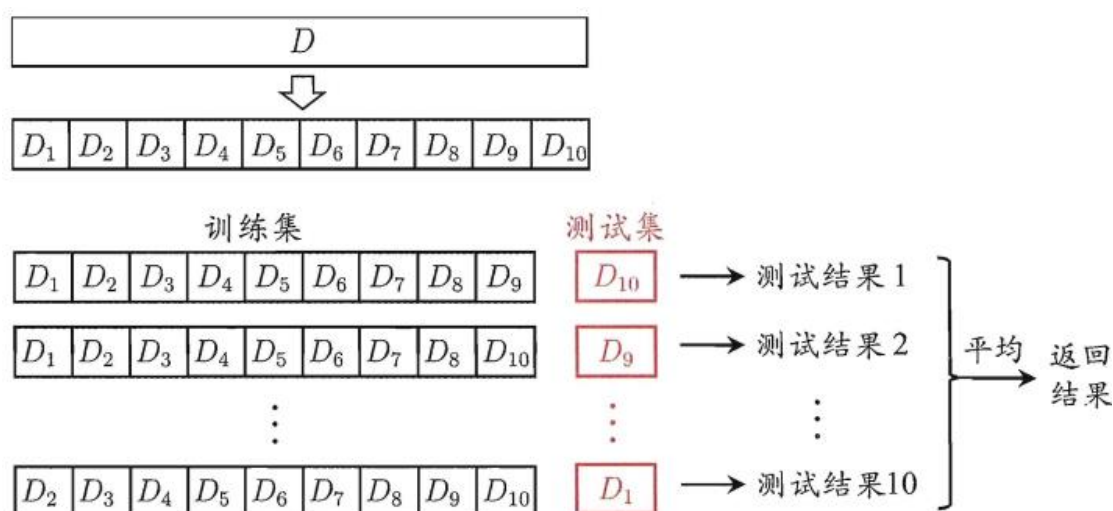 D
D₁ D₂ D₃ D₄ D₅ D₆ D₇ D₈ D₉ D₁₀
训练集 测试集
D₁ D₂ D₃ D₄ D₅ D₆ D₇ D₈ D₉ D₁₀ 测试结果1
D₁ D₂ D₃ D₄ D₅ D₆ D₇ D₈ D₁₀ D₉ 测试结果2
平均 返回
结果
D₂ D₃ D₄ D₅ D₆ D₇ D₈ D₉ D₁₀ D₁ 测试结果10